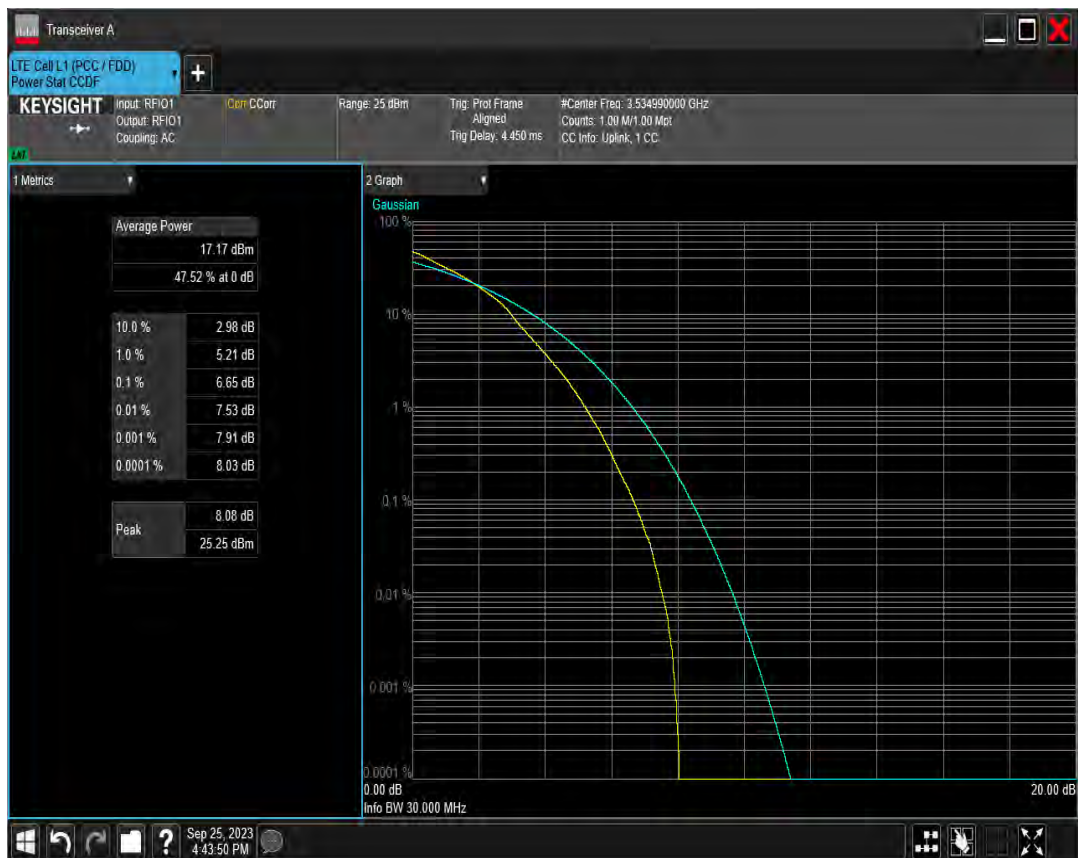 Transceiver A
LTE Cell L1 (PCC / FDD)
Power Stat CCDF
+
KEYSIGHT
Input: RFIO1
Output: RFIO1
Coupling: AC
Corr CCorr
Range: 25 dBm
Trig: Prot Frame
Aligned
Trig Delay: 4.450 ms
#Center Freq: 3.534990000 GHz
Counts: 1.00 M/1.00 Mpt
CC Info: Uplink, 1 CC
LXI
1 Metrics
Average Power
17.17 dBm
47.52 % at 0 dB
10.0 % 2.98 dB
1.0 % 5.21 dB
0.1 % 6.65 dB
0.01 % 7.53 dB
0.001 % 7.91 dB
0.0001 % 8.03 dB
Peak
8.08 dB
25.25 dBm
2 Graph
Gaussian
100 %
10 %
1 %
0.1 %
0.01 %
0.001 %
0.0001 %
0.00 dB 20.00 dB
Info BW 30.000 MHz
?
Sep 25, 2023
4:43:50 PM